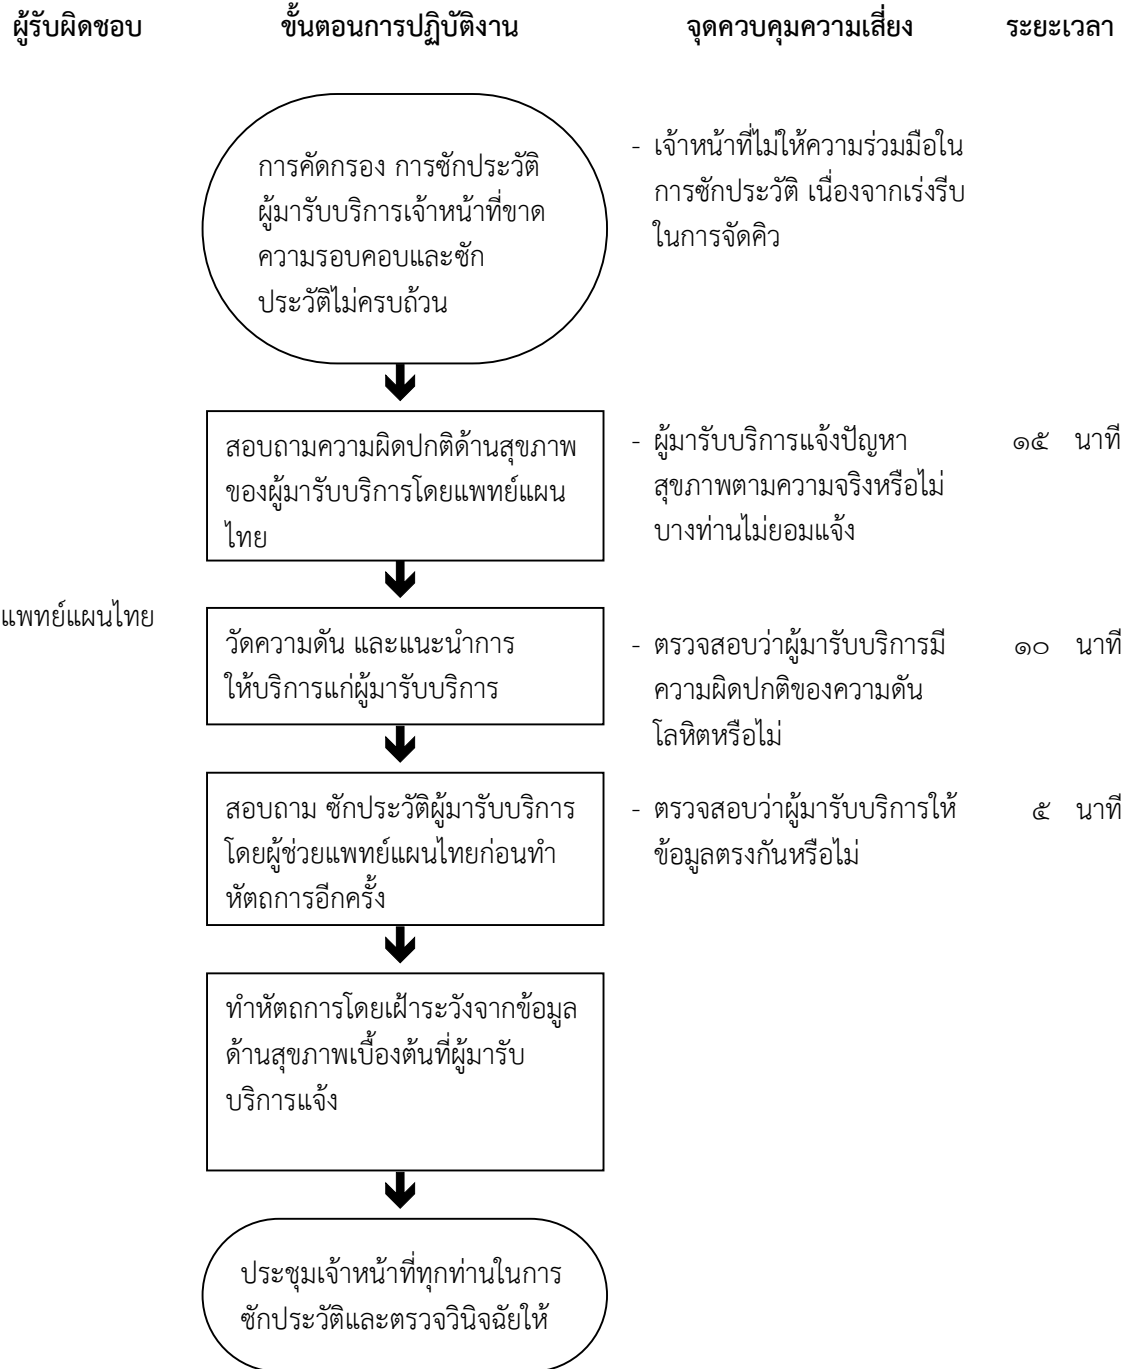 ผู้รับผิดชอบ ขั้นตอนการปฏิบัติงาน จุดควบคุมความเสี่ยง ระยะเวลา
การคัดกรอง การซักประวัติ
ผู้มารับบริการเจ้าหน้าที่ขาด
ความรอบคอบและซัก
ประวัติไม่ครบถ้วน
- เจ้าหน้าที่ไม่ให้ความร่วมมือใน
การซักประวัติ เนื่องจากเร่งรีบ
ในการจัดคิว
สอบถามความผิดปกติด้านสุขภาพ
ของผู้มารับบริการโดยแพทย์แผน
ไทย
- ผู้มารับบริการแจ้งปัญหา
สุขภาพตามความจริงหรือไม่
บางท่านไม่ยอมแจ้ง
๑๕ นาที
แพทย์แผนไทย
วัดความดัน และแนะนำการ
ให้บริการแก่ผู้มารับบริการ
- ตรวจสอบว่าผู้มารับบริการมี
ความผิดปกติของความดัน
โลหิตหรือไม่
๑๐ นาที
สอบถาม ซักประวัติผู้มารับบริการ
โดยผู้ช่วยแพทย์แผนไทยก่อนทำ
หัตถการอีกครั้ง
- ตรวจสอบว่าผู้มารับบริการให้
ข้อมูลตรงกันหรือไม่
๕ นาที
ทำหัตถการโดยเฝ้าระวังจากข้อมูล
ด้านสุขภาพเบื้องต้นที่ผู้มารับ
บริการแจ้ง
ประชุมเจ้าหน้าที่ทุกท่านในการ
ซักประวัติและตรวจวินิจฉัยให้